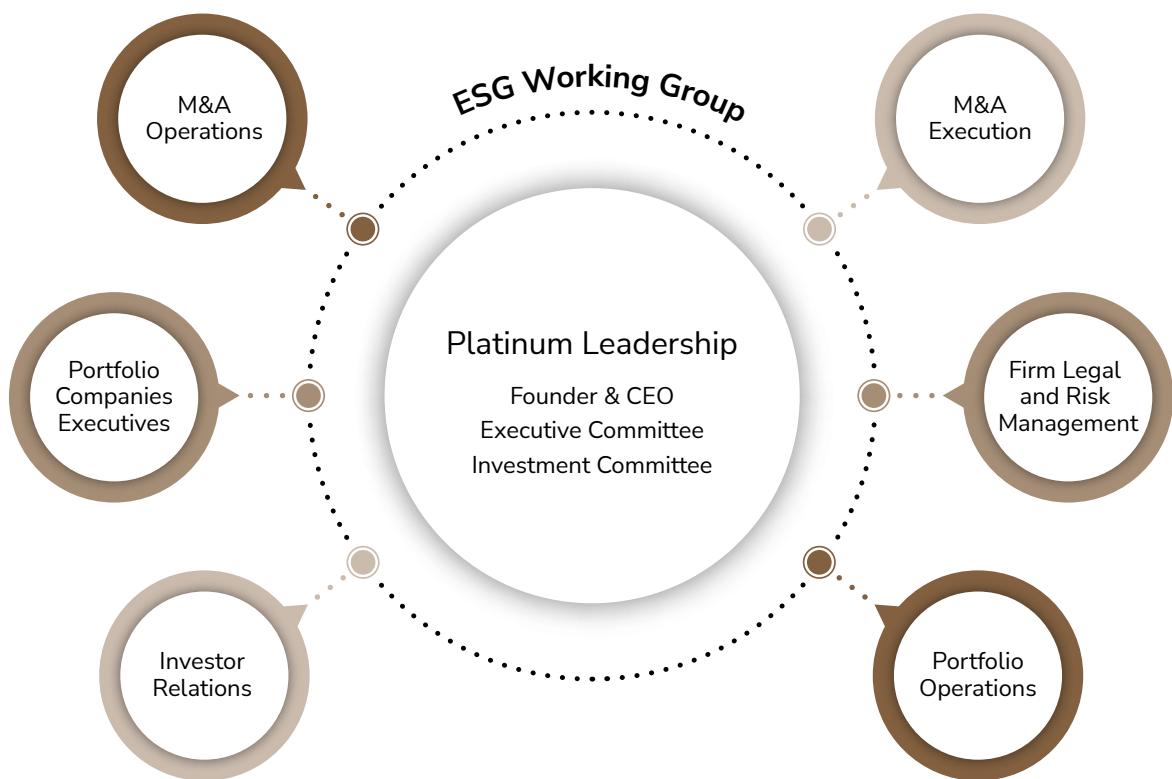 ESG Working Group
M&A
Operations
M&A
Execution
Platinum Leadership
Founder & CEO
Executive Committee
Investment Committee
Portfolio
Companies
Executives
Firm Legal
and Risk
Management
Investor
Relations
Portfolio
Operations